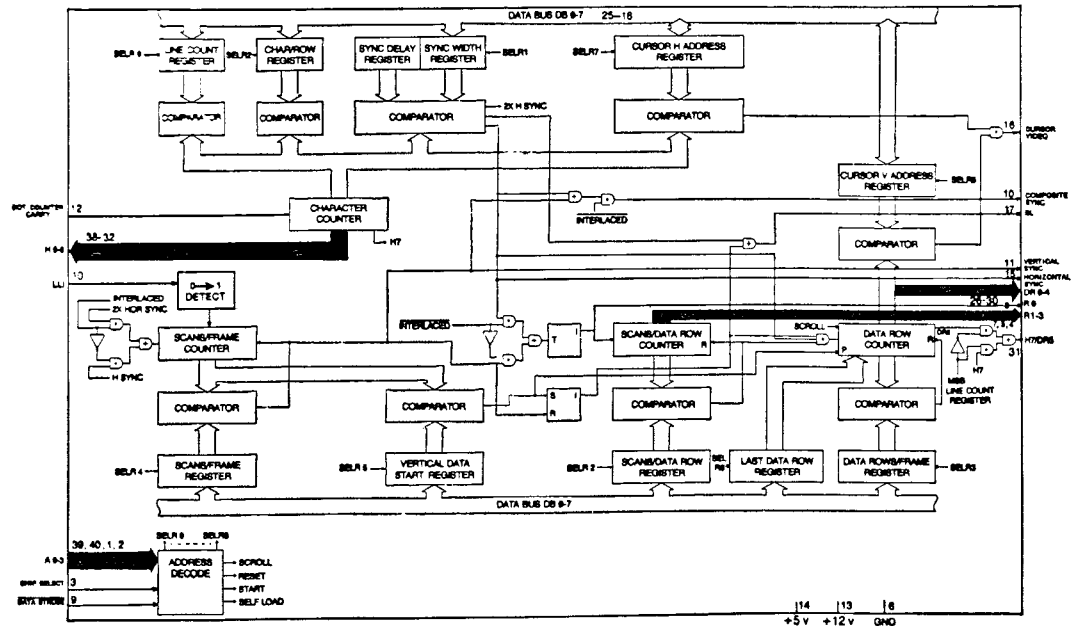 DATA BUS DB 0-7 25-18
SELR 0
LINE COUNT
REGISTER
SELR2
CHAR/ROW
REGISTER
SYNC DELAY
REGISTER
SYNC WIDTH
REGISTER
SELR1
SELR7
CURSOR H ADDRESS
REGISTER
2X H SYNC
COMPARATOR
COMPARATOR
COMPARATOR
COMPARATOR
16
CURSOR
VIDEO
CURSOR V ADDRESS
REGISTER
12
DOT COUNTER
CARRY
CHARACTER
COUNTER
H7
INTERLACED
10
COMPOSITE
SYNC
17
BL
COMPARATOR
38-32
10
0 → 1
DETECT
11
VERTICAL
SYNC
15
HORIZONTAL
SYNC
DR 0-4
26-30
R 0
R1-3
INTERLACED
2X HOR SYNC
H SYNC
SCANS/FRAME
COUNTER
INTERLACED
T
SCANS/DATA ROW
COUNTER
R
SCROLL
P
DATA ROW
COUNTER
R
7, 8, 4
H7/DR5
31
H7
MSB
LINE COUNT
REGISTER
COMPARATOR
COMPARATOR
S
R
COMPARATOR
COMPARATOR
SELR 4
SCANS/FRAME
REGISTER
SELR 5
VERTICAL DATA
START REGISTER
SELR 2
SCANS/DATA ROW
REGISTER
SEL
R6
LAST DATA ROW
REGISTER
DATA ROWS/FRAME
REGISTER
SELR3
DATA BUS DB 0-7
39, 40, 1, 2
A 0-3
SELR 0
ADDRESS
DECODE
SCROLL
RESET
START
SELF LOAD
CHIP SELECT
3
DATA STROBE
9
14
+5 V
13
+12 V
6
GND